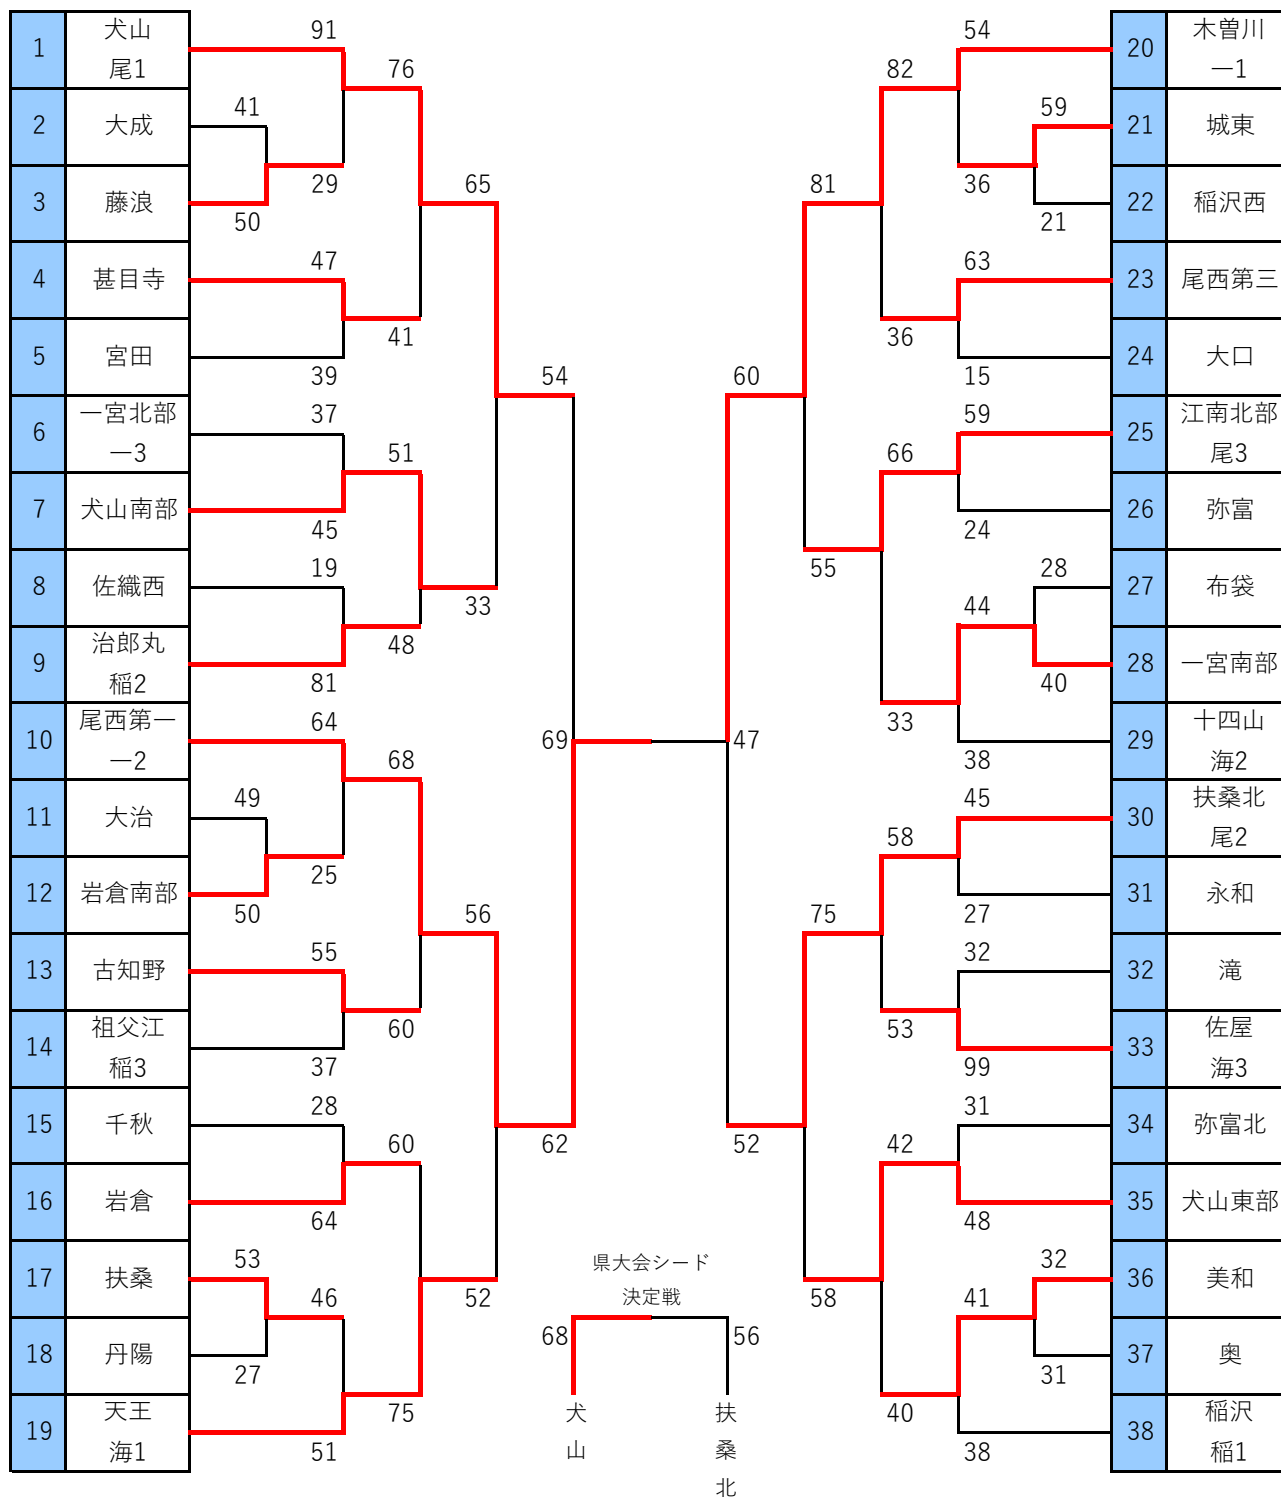 1
犬山
尾1
2
大成
3
藤浪
4
甚目寺
5
宮田
6
一宮北部
一3
7
犬山南部
8
佐織西
9
治郎丸
稲2
10
尾西第一
一2
11
大治
12
岩倉南部
13
古知野
14
祖父江
稲3
15
千秋
16
岩倉
17
扶桑
18
丹陽
19
天王
海1
91
41
29
50
47
39
37
45
19
81
64
49
25
50
55
37
28
64
53
46
27
51
76
41
51
48
68
60
60
75
65
33
56
52
54
62
69
47
60
52
81
55
75
58
82
36
66
33
58
53
42
40
54
59
36
21
63
15
59
24
28
44
40
38
45
27
32
99
31
48
32
41
31
38
県大会シード
決定戦
68
56
犬山
扶桑北
20
木曽川
一1
21
城東
22
稲沢西
23
尾西第三
24
大口
25
江南北部
尾3
26
弥富
27
布袋
28
一宮南部
29
十四山
海2
30
扶桑北
尾2
31
永和
32
滝
33
佐屋
海3
34
弥富北
35
犬山東部
36
美和
37
奥
38
稲沢
稲1